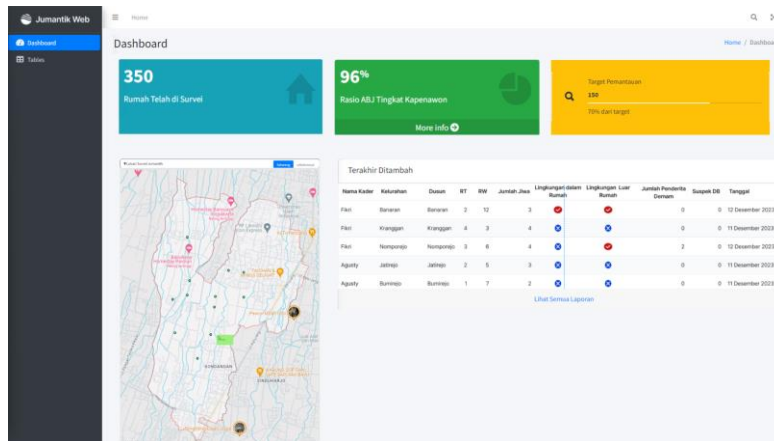 Jumantik Web
Home
Dashboard
Tables
Dashboard
Home / Dashboa
350
Rumah Telah di Survei
96%
Rasio ABJ Tingkat Kapenawon
More info
Target Pemantauan
350
70% dari target
Terakhir Ditambah
Nama Kader Kelurahan Dusun RT RW Jumlah Jiwa Lingkungan dalam Rumah Lingkungan Luar Rumah Jumlah Penderita Demam Suspek DB Tanggal
Fikri Banaran Banaran 2 12 3 0 0 12 Desember 2023
Fikri Kranggan Kranggan 4 3 4 0 0 11 Desember 2023
Fikri Nomporejo Nomporejo 3 6 4 2 0 12 Desember 2023
Agusty Jatirejo Jatirejo 2 5 3 0 0 11 Desember 2023
Agusty Bumirejo Bumirejo 1 7 2 0 0 11 Desember 2023
Lihat Semua Laporan